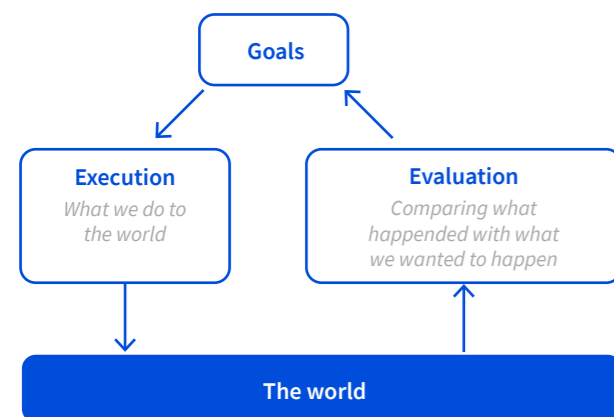 Goals
Execution
What we do to
the world
Evaluation
Comparing what
happended with what
we wanted to happen
The world